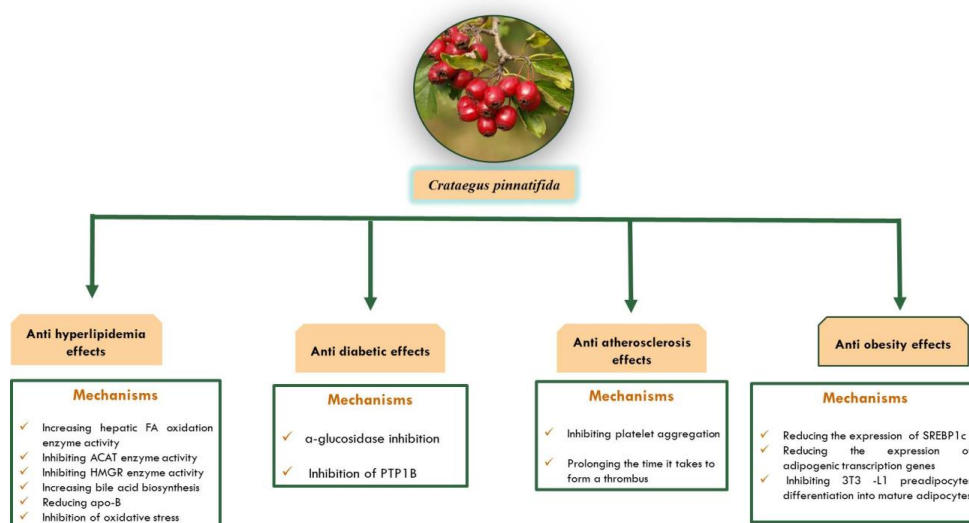 Crataegus pinnatifida
Anti hyperlipidemia
effects
Mechanisms
Increasing hepatic FA oxidation
enzyme activity
Inhibiting ACAT enzyme activity
Inhibiting HMGR enzyme activity
Increasing bile acid biosynthesis
Reducing apo-B
Inhibition of oxidative stress
Anti diabetic effects
Mechanisms
α-glucosidase inhibition
Inhibition of PTP1B
Anti atherosclerosis
effects
Mechanisms
Inhibiting platelet aggregation
Prolonging the time it takes to
form a thrombus
Anti obesity effects
Mechanisms
Reducing the expression of SREBP1c
Reducing the expression of
adipogenic transcription genes
Inhibiting 3T3 -L1 preadipocytes
differentiation into mature adipocytes